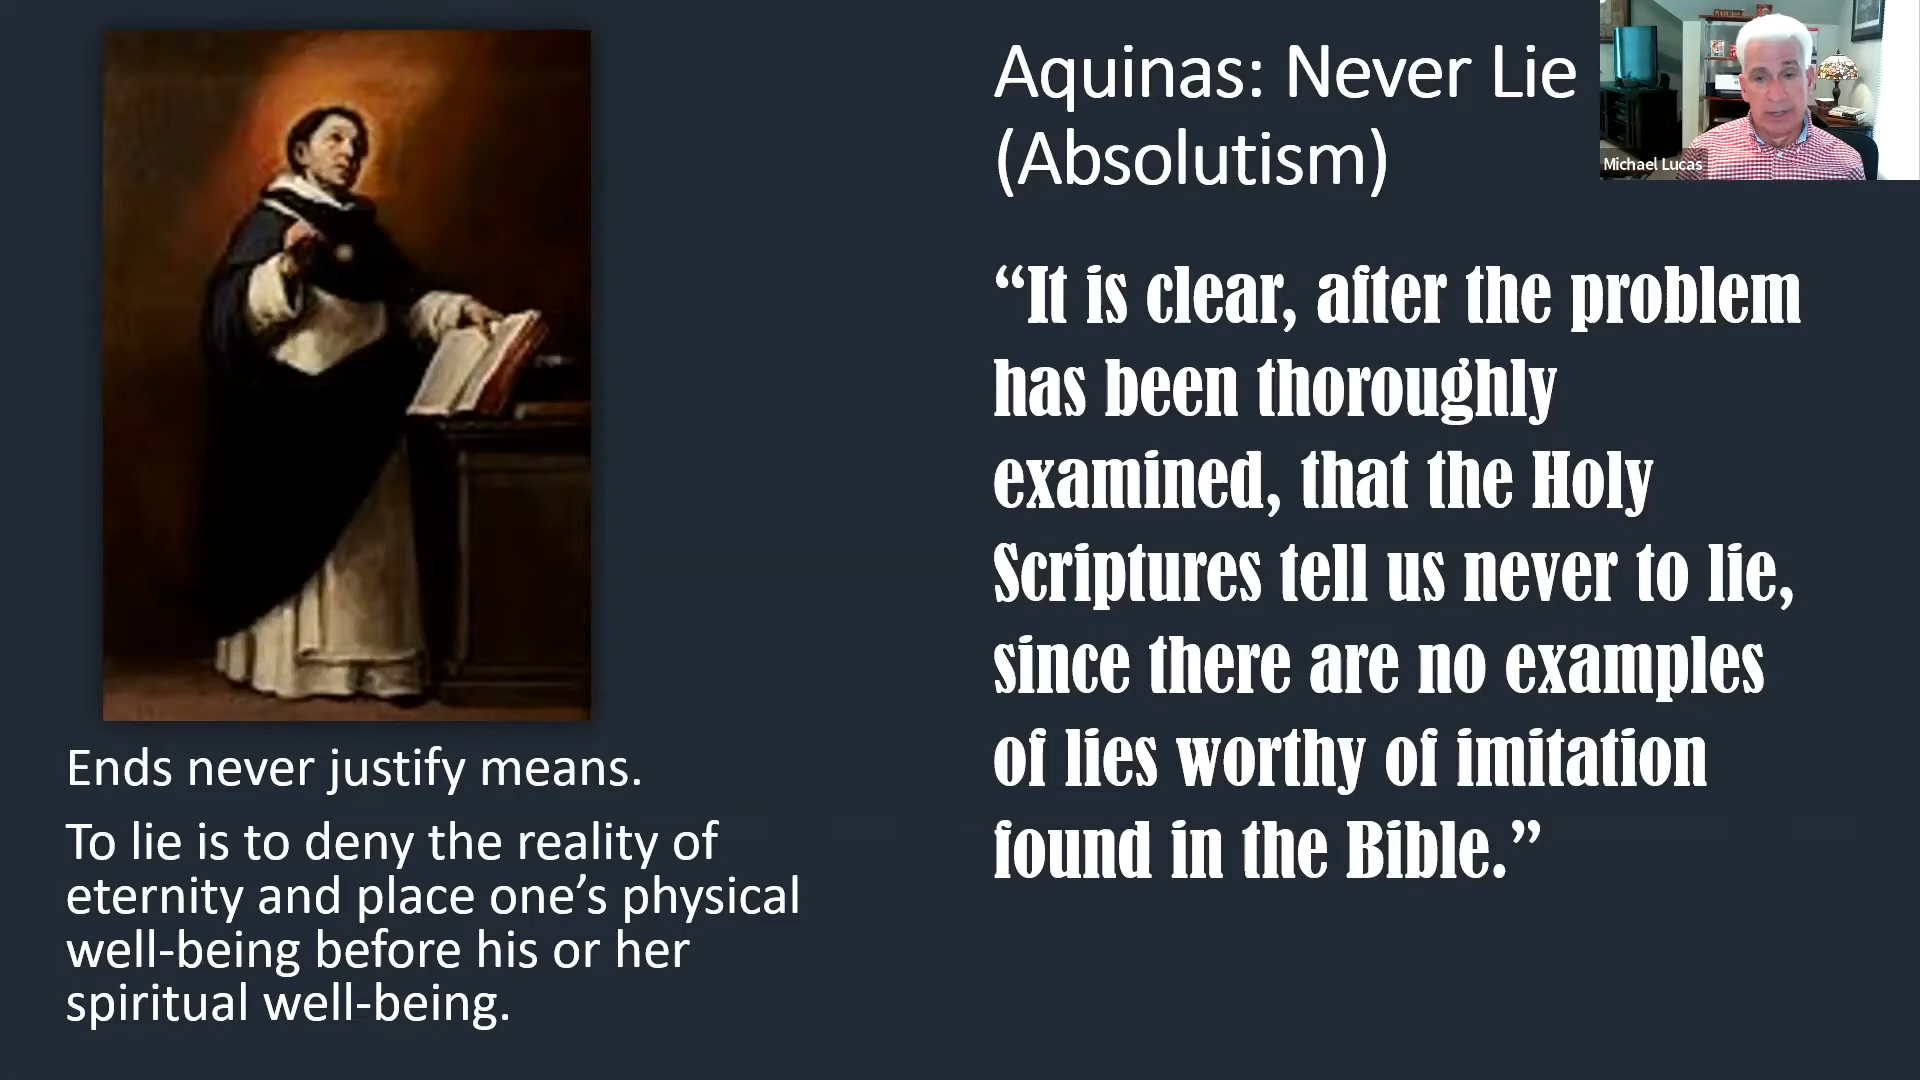 Aquinas: Never Lie
(Absolutism)
Michael Lucas
“It is clear, after the problem
has been thoroughly
examined, that the Holy
Scriptures tell us never to lie,
since there are no examples
of lies worthy of imitation
found in the Bible.”
Ends never justify means.
To lie is to deny the reality of
eternity and place one’s physical
well-being before his or her
spiritual well-being.